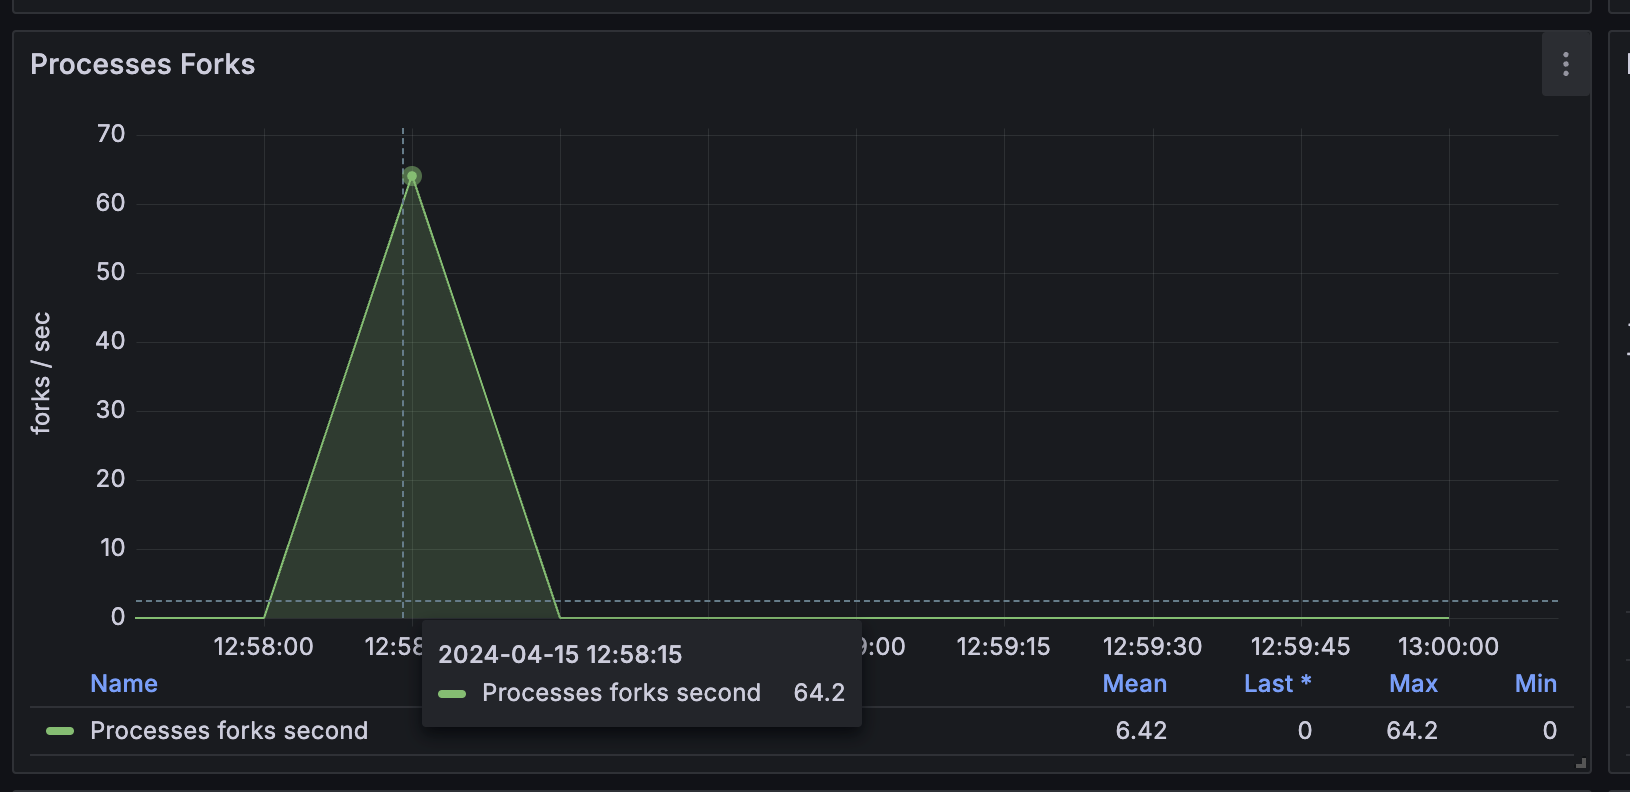 Processes Forks
70
60
50
40
30
20
10
0
forks / sec
12:58:00 12:58 :00 12:59:15 12:59:30 12:59:45 13:00:00
2024-04-15 12:58:15
Processes forks second 64.2
Name Mean Last * Max Min
Processes forks second 6.42 0 64.2 0